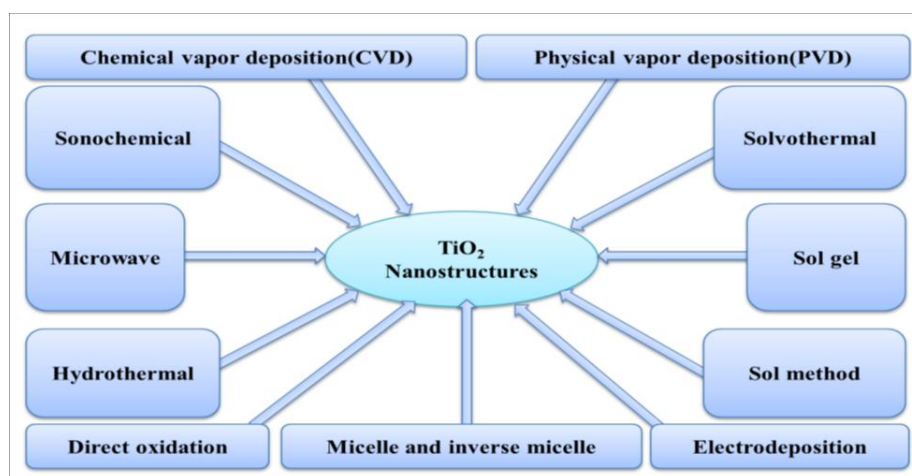 Chemical vapor deposition(CVD)
Physical vapor deposition(PVD)
Sonochemical
Solvothermal
Microwave
TiO₂
Nanostructures
Sol gel
Hydrothermal
Sol method
Direct oxidation
Micelle and inverse micelle
Electrodeposition